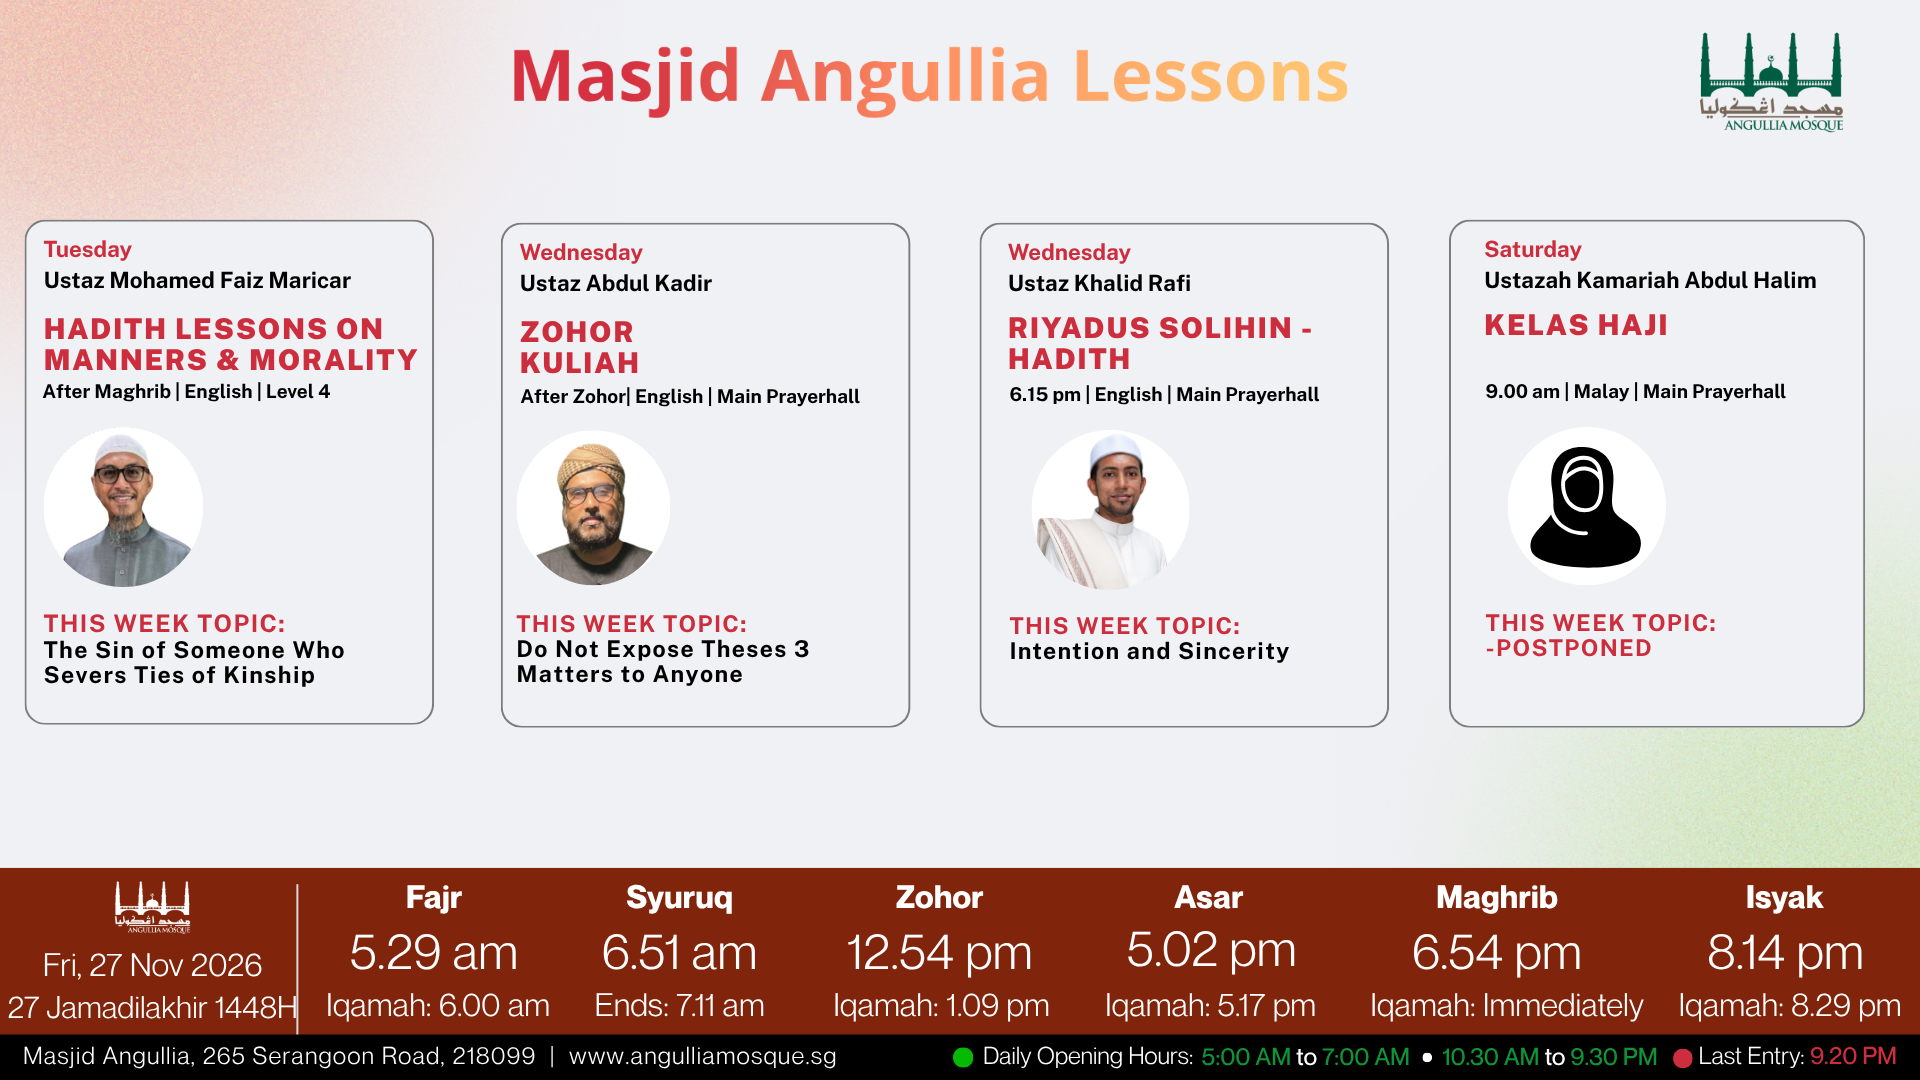 Masjid Angullia Lessons
مسجد اڠكوليا
ANGULLIA MOSQUE
Tuesday
Ustaz Mohamed Faiz Maricar
HADITH LESSONS ON
MANNERS & MORALITY
After Maghrib | English | Level 4
THIS WEEK TOPIC:
The Sin of Someone Who
Severs Ties of Kinship
Wednesday
Ustaz Abdul Kadir
ZOHOR
KULIAH
After Zohor| English | Main Prayerhall
THIS WEEK TOPIC:
Do Not Expose Theses 3
Matters to Anyone
Wednesday
Ustaz Khalid Rafi
RIYADUS SOLIHIN -
HADITH
6.15 pm | English | Main Prayerhall
THIS WEEK TOPIC:
Intention and Sincerity
Saturday
Ustazah Kamariah Abdul Halim
KELAS HAJI
9.00 am | Malay | Main Prayerhall
THIS WEEK TOPIC:
-POSTPONED
مسجد اڠكوليا
ANGULLIA MOSQUE
Fri, 27 Nov 2026
27 Jamadilakhir 1448H
Fajr
5.29 am
Iqamah: 6.00 am
Syuruq
6.51 am
Ends: 7.11 am
Zohor
12.54 pm
Iqamah: 1.09 pm
Asar
5.02 pm
Iqamah: 5.17 pm
Maghrib
6.54 pm
Iqamah: Immediately
Isyak
8.14 pm
Iqamah: 8.29 pm
Masjid Angullia, 265 Serangoon Road, 218099 | www.angulliamosque.sg
Daily Opening Hours: 5:00 AM to 7:00 AM • 10.30 AM to 9.30 PM Last Entry: 9.20 PM